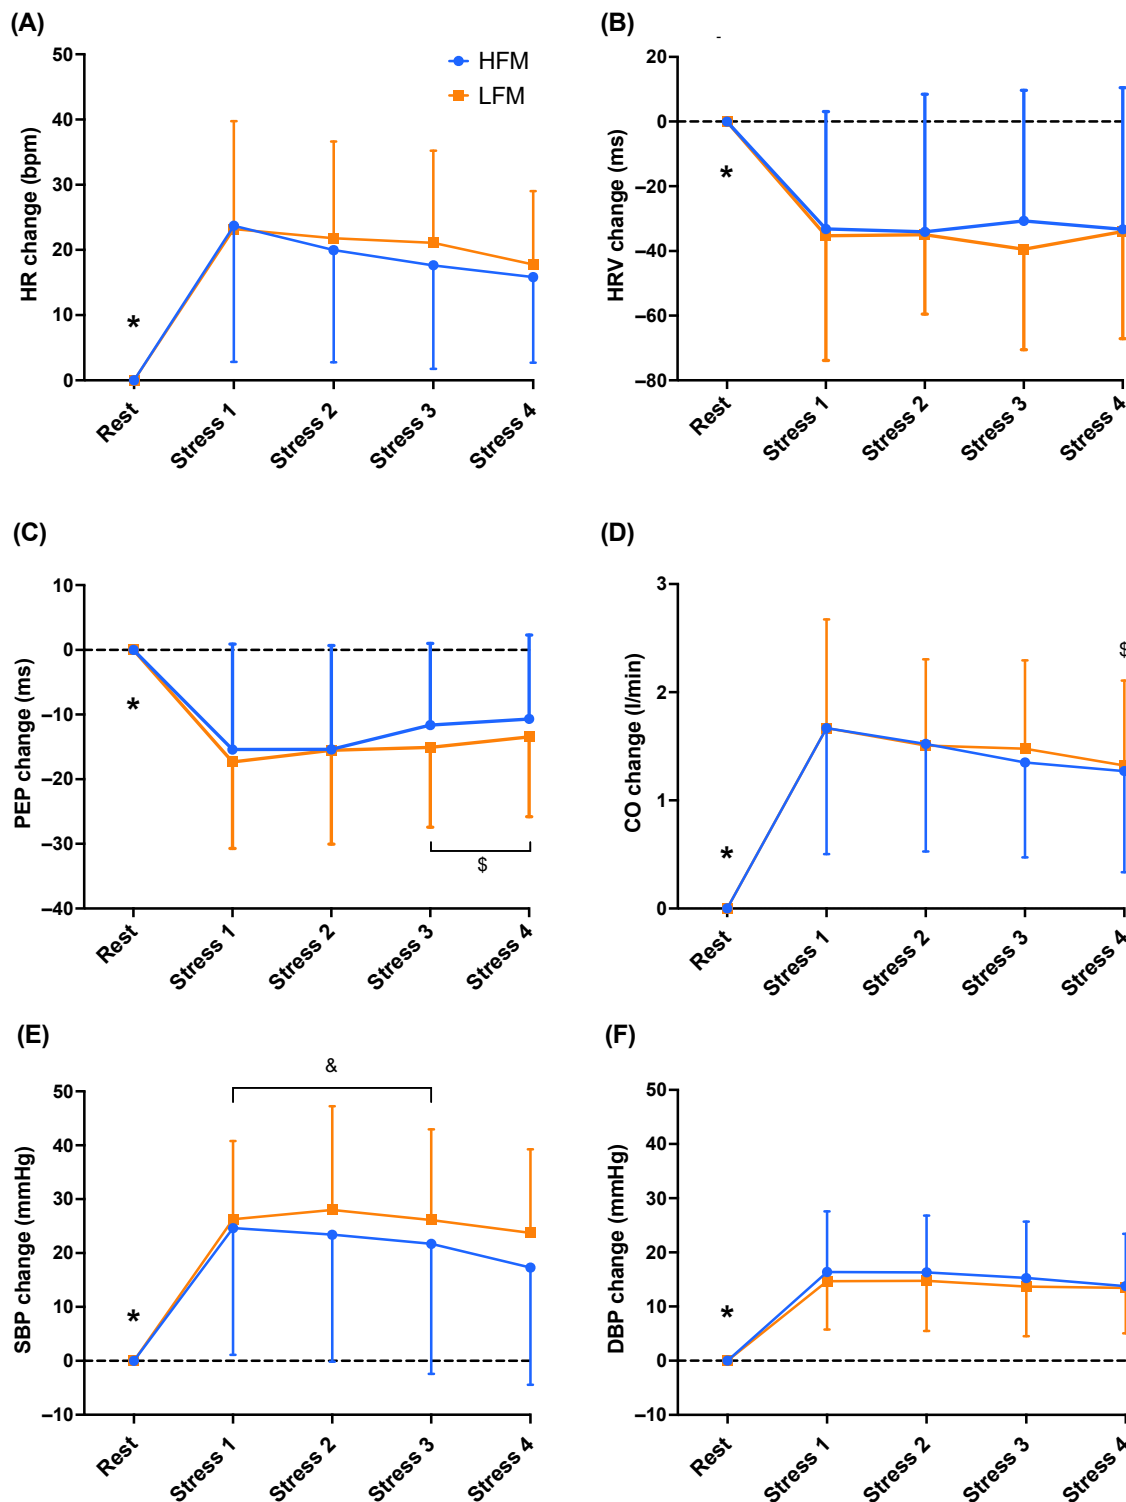 (A)
HR change (bpm)
50
40
30
20
10
0
HFM
LFM
*
Rest
Stress 1
Stress 2
Stress 3
Stress 4
(B)
HRV change (ms)
20
0
–20
–40
–60
–80
*
Rest
Stress 1
Stress 2
Stress 3
Stress 4
(C)
PEP change (ms)
10
0
–10
–20
–30
–40
*
$
Rest
Stress 1
Stress 2
Stress 3
Stress 4
(D)
CO change (l/min)
3
2
1
0
*
$
Rest
Stress 1
Stress 2
Stress 3
Stress 4
(E)
SBP change (mmHg)
50
40
30
20
10
0
–10
&
*
Rest
Stress 1
Stress 2
Stress 3
Stress 4
(F)
DBP change (mmHg)
50
40
30
20
10
0
–10
*
Rest
Stress 1
Stress 2
Stress 3
Stress 4